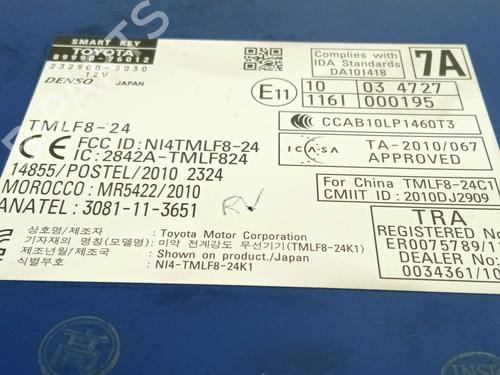 SMART KEY
TOYOTA
89990-76012
232900-3030
12V
DENSO JAPAN
Complies with
IDA Standards
DA101418
7A
E11
10 03 4727
116I 000195
CCAB10LP1460T3
ICASA
TA-2010/067
APPROVED
TMLF8-24
CE FCC ID:NI4TMLF8-24
IC:2842A-TMLF824
14855/POSTEL/2010 2324
MOROCCO:MR5422/2010
ANATEL:3081-11-3651
For China TMLF8-24C1
CMIIT ID:2010DJ2909
TRA
REGISTERED No
ER0075789/11
DEALER No:
0034361/10
상호명/제조자 : Toyota Motor Corporation
기자재의 명칭(모델명): 미약 전계강도 무선기기(TMLF8-24K1)
제조년월/제조국 : Shown on product/Japan
식별부호 : NI4-TMLF8-24K1